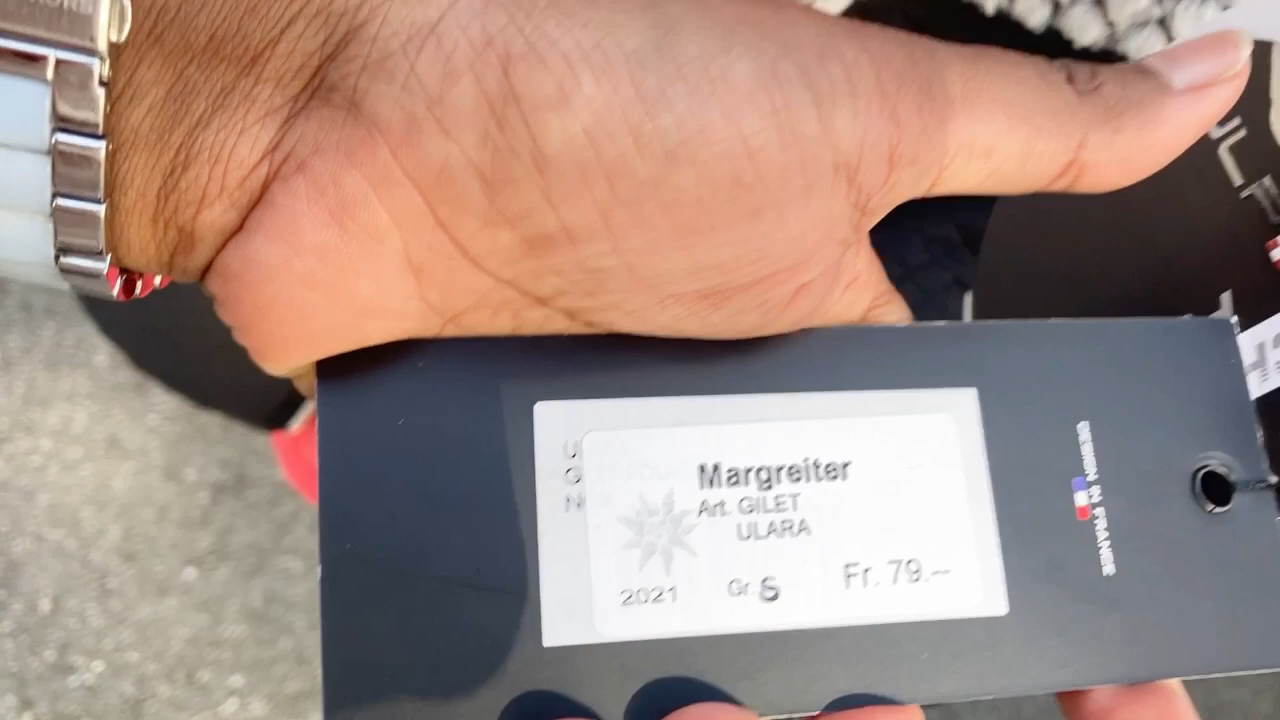 Margreiter
Art. GILET
ULARA
2021 Gr. S Fr. 79.–
U
G
N
DESIGN IN FRANCE